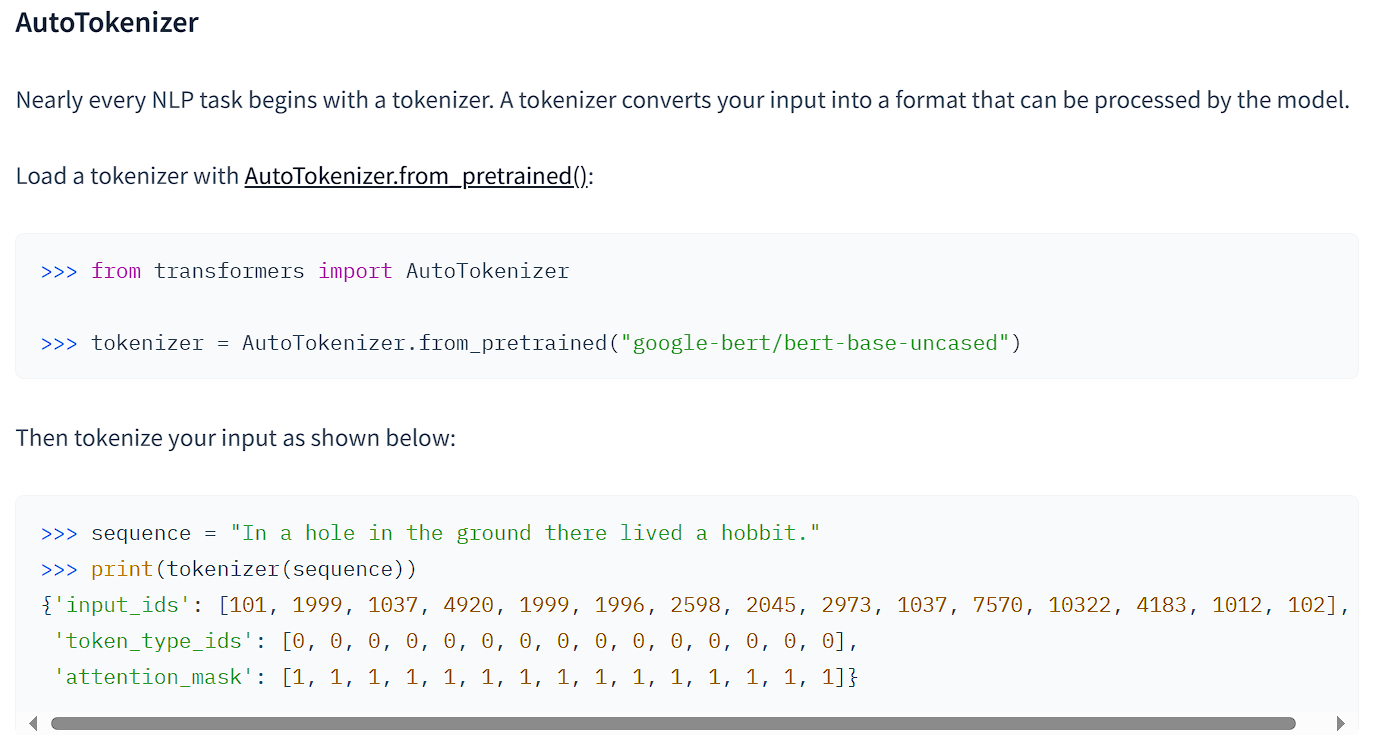 AutoTokenizer
Nearly every NLP task begins with a tokenizer. A tokenizer converts your input into a format that can be processed by the model.
Load a tokenizer with AutoTokenizer.from_pretrained():
>>> from transformers import AutoTokenizer
>>> tokenizer = AutoTokenizer.from_pretrained("google-bert/bert-base-uncased")
Then tokenize your input as shown below:
>>> sequence = "In a hole in the ground there lived a hobbit."
>>> print(tokenizer(sequence))
{'input_ids': [101, 1999, 1037, 4920, 1999, 1996, 2598, 2045, 2973, 1037, 7570, 10322, 4183, 1012, 102],
 'token_type_ids': [0, 0, 0, 0, 0, 0, 0, 0, 0, 0, 0, 0, 0, 0, 0],
 'attention_mask': [1, 1, 1, 1, 1, 1, 1, 1, 1, 1, 1, 1, 1, 1, 1]}